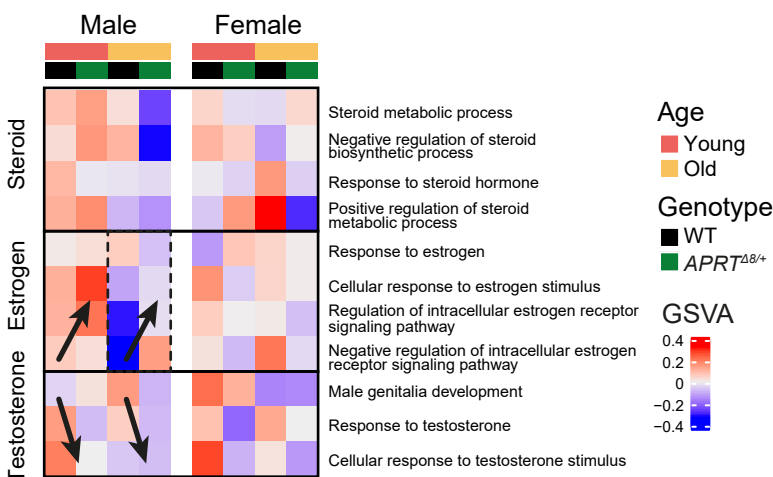 Male
Female
Steroid
Steroid metabolic process
Negative regulation of steroid
biosynthetic process
Response to steroid hormone
Positive regulation of steroid
metabolic process
Estrogen
Response to estrogen
Cellular response to estrogen stimulus
Regulation of intracellular estrogen receptor
signaling pathway
Negative regulation of intracellular estrogen
receptor signaling pathway
Testosterone
Male genitalia development
Response to testosterone
Cellular response to testosterone stimulus
Age
Young
Old
Genotype
WT
APRT^Δ8/+
GSVA
0.4
0.2
0
−0.2
−0.4